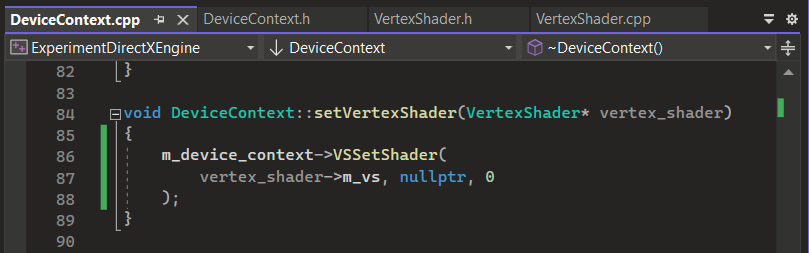 DeviceContext.cpp DeviceContext.h VertexShader.h VertexShader.cpp
ExperimentDirectXEngine DeviceContext ~DeviceContext()
82 }
83
84 void DeviceContext::setVertexShader(VertexShader* vertex_shader)
85 {
86 m_device_context->VSSetShader(
87 vertex_shader->m_vs, nullptr, 0
88 );
89 }
90